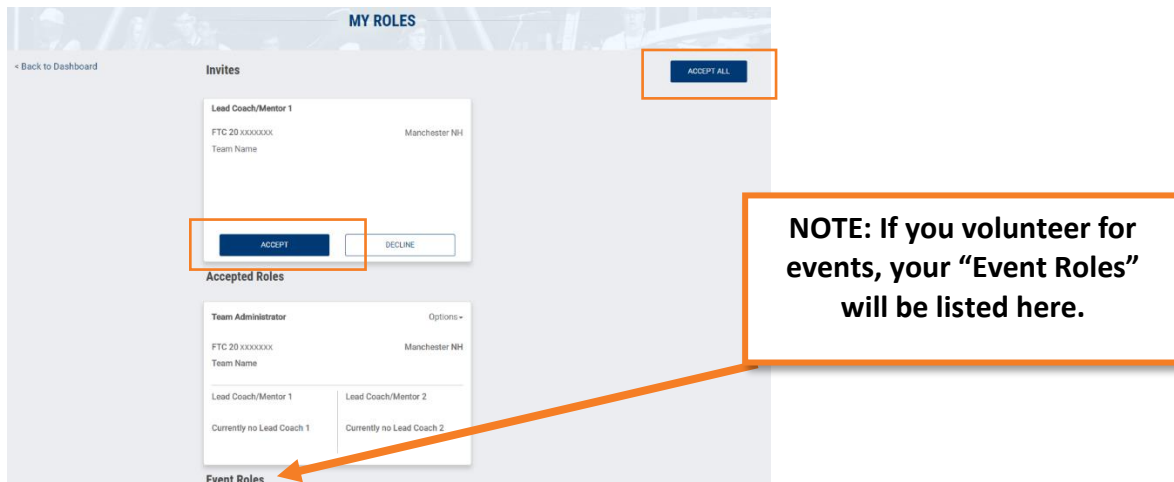 MY ROLES
< Back to Dashboard
Invites
ACCEPT ALL
Lead Coach/Mentor 1
FTC 20 xxxxxxx
Manchester NH
Team Name
ACCEPT
DECLINE
NOTE: If you volunteer for
events, your “Event Roles”
will be listed here.
Accepted Roles
Team Administrator
Options
FTC 20 xxxxxxx
Manchester NH
Team Name
Lead Coach/Mentor 1
Lead Coach/Mentor 2
Currently no Lead Coach 1
Currently no Lead Coach 2
Event Roles